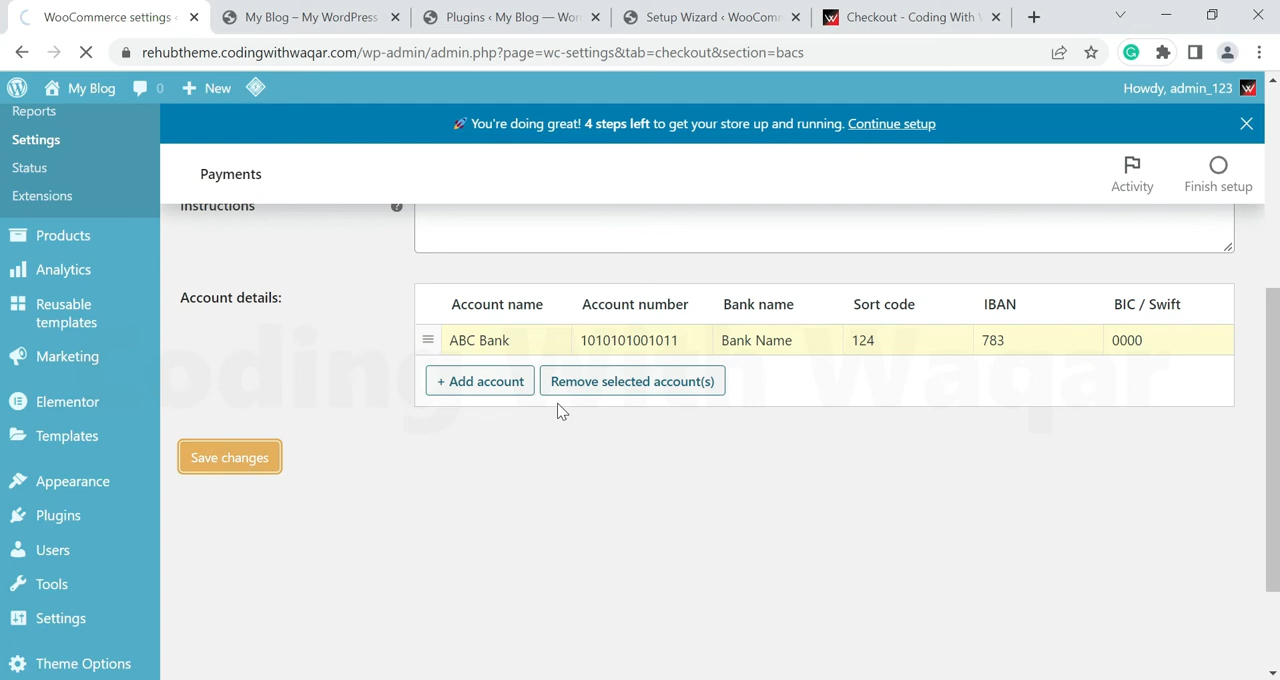 WooCommerce settings ‹
My Blog – My WordPress
Plugins ‹ My Blog — Wor
Setup Wizard ‹ WooComm
Checkout - Coding With
rehubtheme.codingwithwaqar.com/wp-admin/admin.php?page=wc-settings&tab=checkout&section=bacs
My Blog
0
+ New
Howdy, admin_123
Reports
Settings
Status
Extensions
Products
Analytics
Reusable
templates
Marketing
Elementor
Templates
Appearance
Plugins
Users
Tools
Settings
Theme Options
🚀 You're doing great! 4 steps left to get your store up and running. Continue setup
Payments
Activity
Finish setup
Instructions
Account details:
Account name Account number Bank name Sort code IBAN BIC / Swift
ABC Bank 1010101001011 Bank Name 124 783 0000
+ Add account
Remove selected account(s)
Save changes
Coding With Waqar